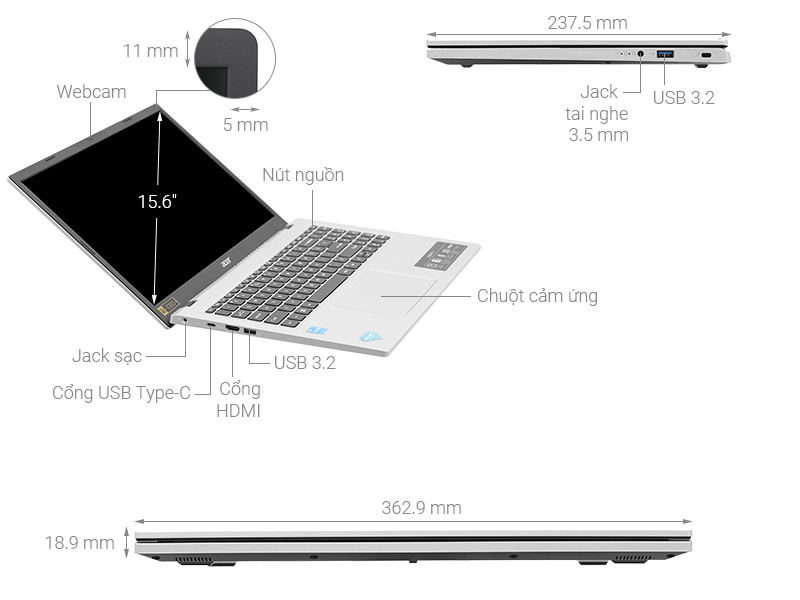 237.5 mm
11 mm
Jack
tai nghe
3.5 mm
USB 3.2
Webcam
5 mm
Nút nguồn
15.6"
acer
Chuột cảm ứng
Jack sạc
USB 3.2
Cổng USB Type-C
Cổng
HDMI
362.9 mm
18.9 mm